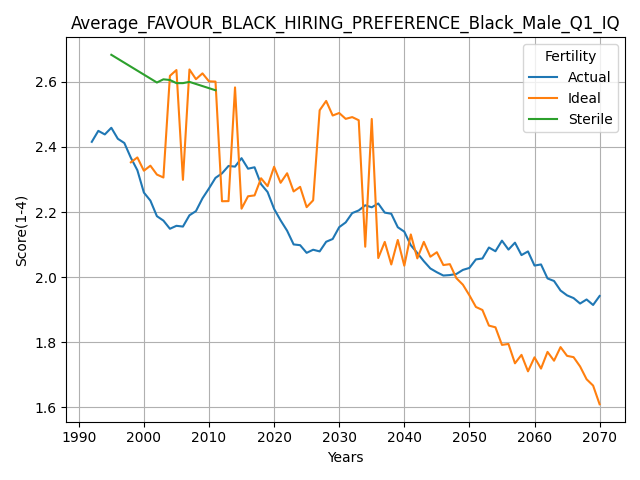 Average_FAVOUR_BLACK_HIRING_PREFERENCE_Black_Male_Q1_IQ
Fertility
Actual
Ideal
Sterile
Score(1-4)
2.6
2.4
2.2
2.0
1.8
1.6
1990 2000 2010 2020 2030 2040 2050 2060 2070
Years